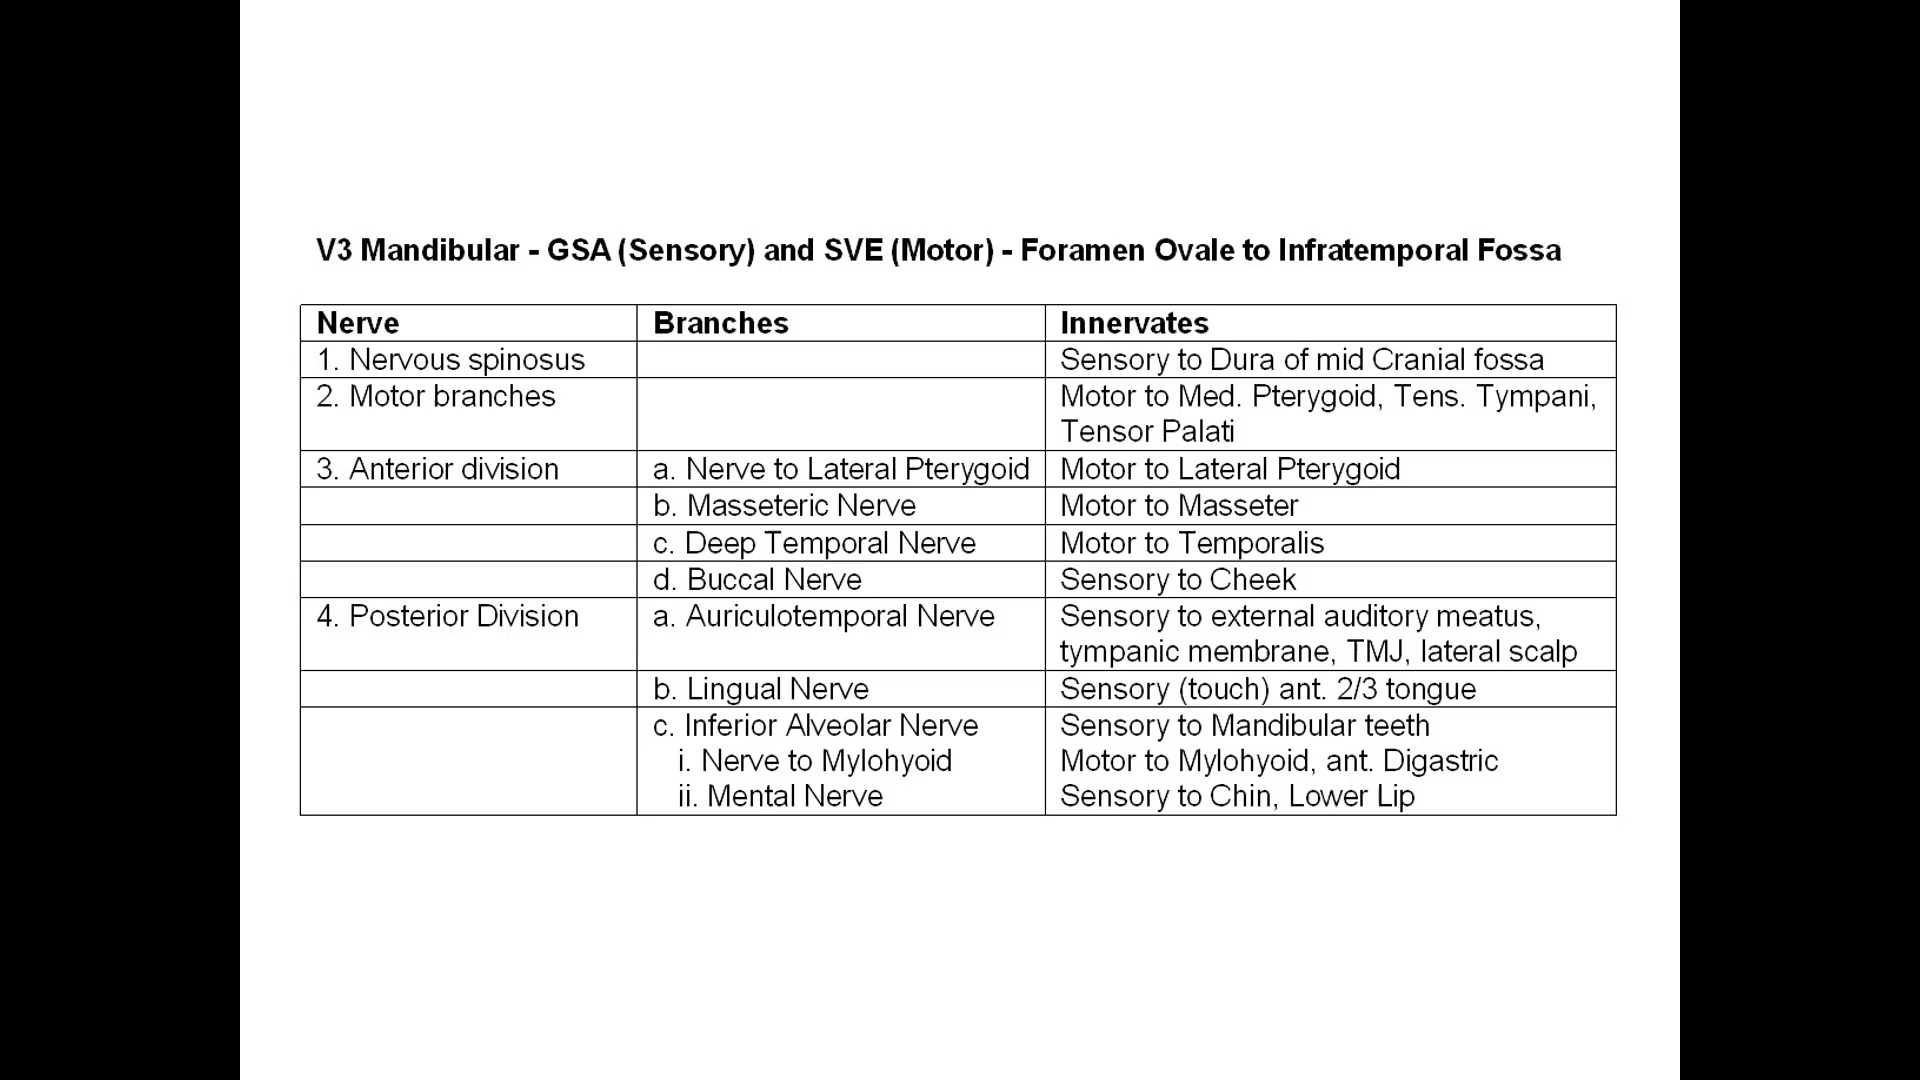 V3 Mandibular - GSA (Sensory) and SVE (Motor) - Foramen Ovale to Infratemporal Fossa
Nerve Branches Innervates
1. Nervous spinosus Sensory to Dura of mid Cranial fossa
2. Motor branches Motor to Med. Pterygoid, Tens. Tympani,
Tensor Palati
3. Anterior division a. Nerve to Lateral Pterygoid Motor to Lateral Pterygoid
b. Masseteric Nerve Motor to Masseter
c. Deep Temporal Nerve Motor to Temporalis
d. Buccal Nerve Sensory to Cheek
4. Posterior Division a. Auriculotemporal Nerve Sensory to external auditory meatus,
tympanic membrane, TMJ, lateral scalp
b. Lingual Nerve Sensory (touch) ant. 2/3 tongue
c. Inferior Alveolar Nerve Sensory to Mandibular teeth
i. Nerve to Mylohyoid Motor to Mylohyoid, ant. Digastric
ii. Mental Nerve Sensory to Chin, Lower Lip